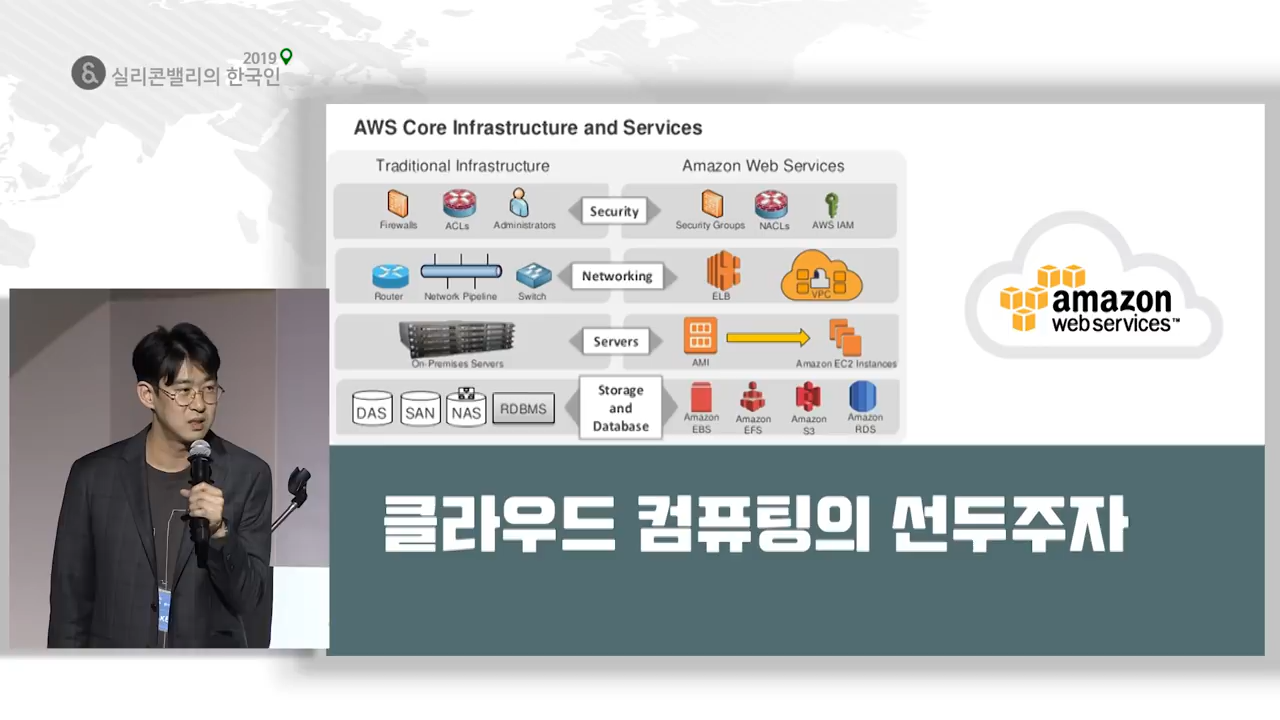 2019
& 실리콘밸리의 한국인
AWS Core Infrastructure and Services
Traditional Infrastructure
Amazon Web Services
Firewalls
ACLs
Administrators
Security
Security Groups
NACLs
AWS IAM
Router
Network Pipeline
Switch
Networking
ELB
VPC
On-Premises Servers
Servers
AMI
Amazon EC2 Instances
DAS
SAN
NAS
RDBMS
Storage
and
Database
Amazon
EBS
Amazon
EFS
Amazon
S3
Amazon
RDS
amazon
web services™
클라우드 컴퓨팅의 선두주자